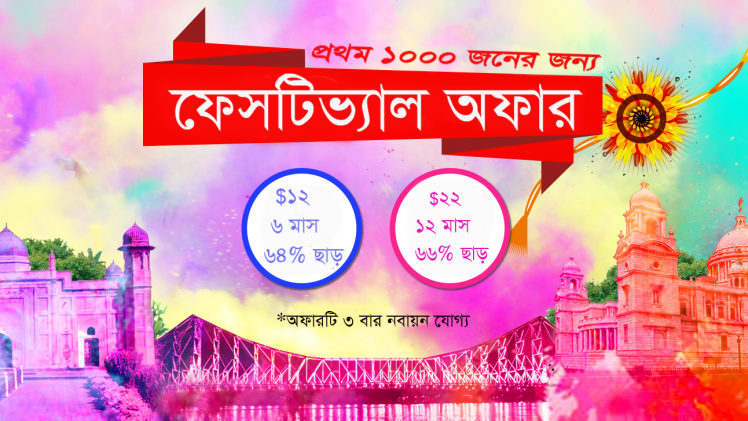 প্রথম ১০০০ জনের জন্য
ফেসটিভ্যাল অফার
$১২
৬ মাস
৬৪% ছাড়
$২২
১২ মাস
৬৬% ছাড়
*অফারটি ৩ বার নবায়ন যোগ্য